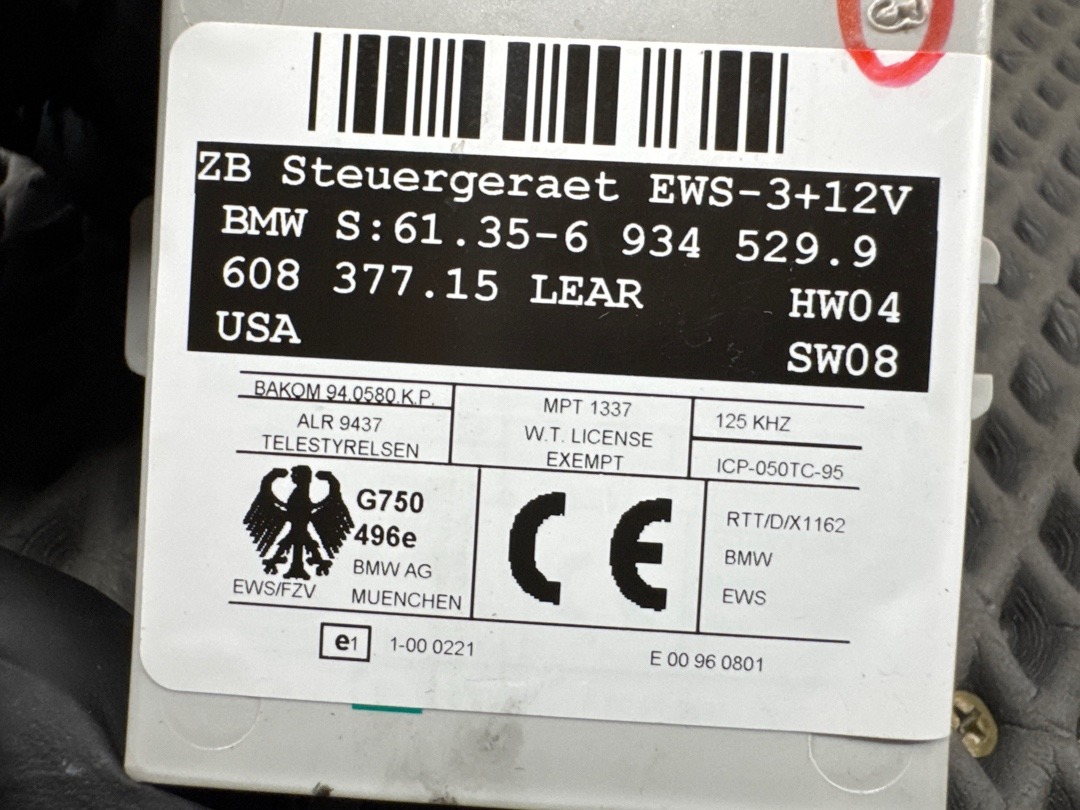 ZB Steuergeraet EWS-3+12V
BMW S:61.35-6 934 529.9
608 377.15 LEAR HW04
USA SW08
BAKOM 94.0580.K.P.
ALR 9437
TELESTYRELSEN
MPT 1337
W.T. LICENSE
EXEMPT
125 KHZ
ICP-050TC-95
G750
496e
BMW AG
EWS/FZV MUENCHEN
CE
RTT/D/X1162
BMW
EWS
e1 1-00 0221
E 00 96 0801